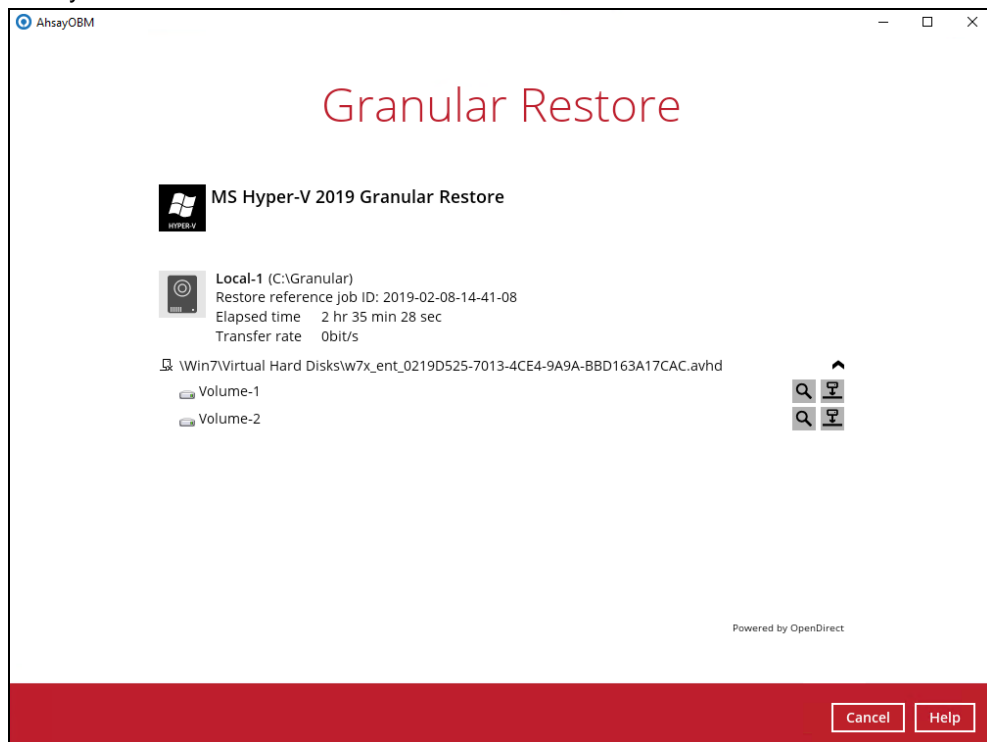 AhsayOBM
Granular Restore
MS Hyper-V 2019 Granular Restore
HYPER-V
Local-1 (C:\Granular)
Restore reference job ID: 2019-02-08-14-41-08
Elapsed time 2 hr 35 min 28 sec
Transfer rate 0bit/s
\Win7\Virtual Hard Disks\w7x_ent_0219D525-7013-4CE4-9A9A-BBD163A17CAC.avhd
Volume-1
Volume-2
Powered by OpenDirect
Cancel Help